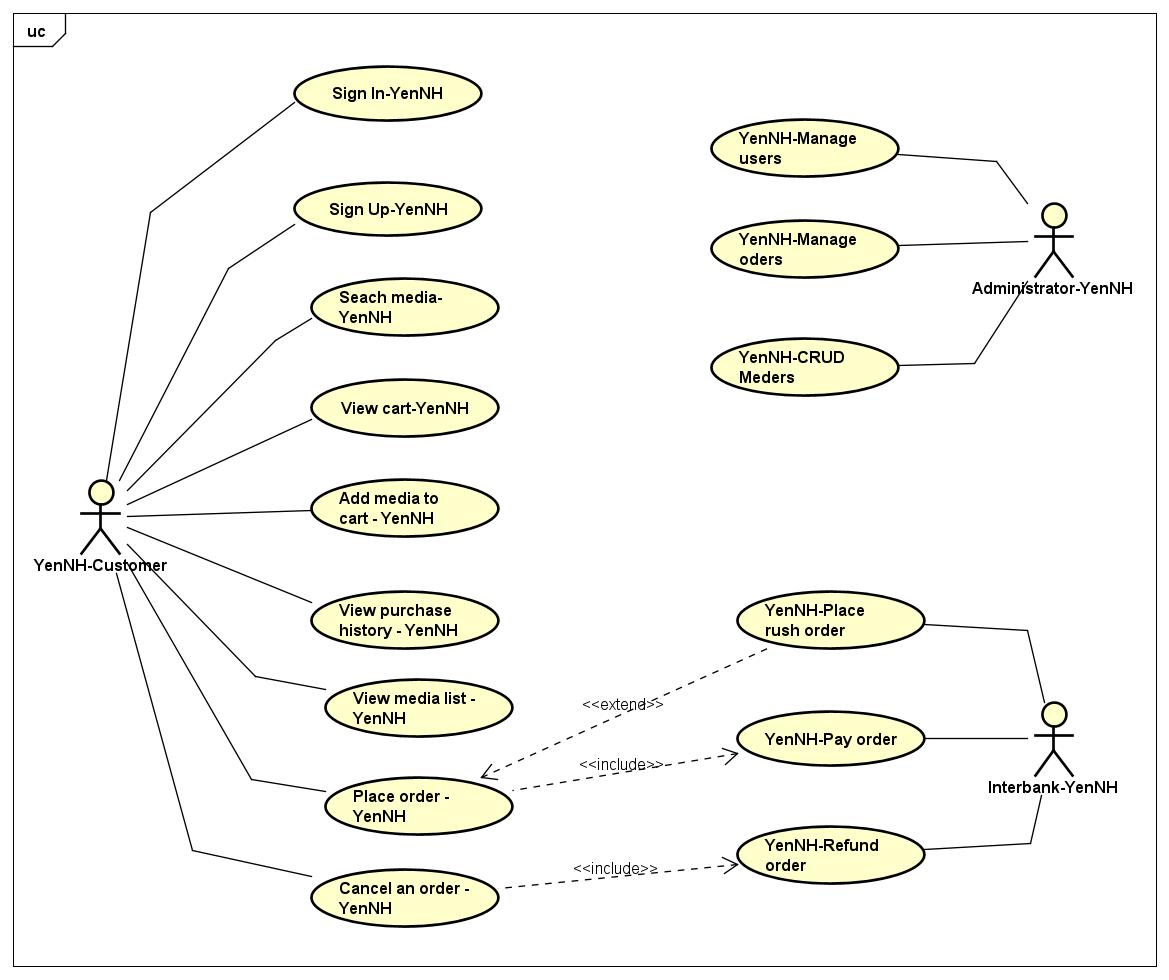 uc
Sign In-YenNH
Sign Up-YenNH
Seach media-
YenNH
View cart-YenNH
Add media to
cart - YenNH
YenNH-Customer
View purchase
history - YenNH
View media list -
YenNH
Place order -
YenNH
Cancel an order -
YenNH
YenNH-Manage
users
YenNH-Manage
oders
Administrator-YenNH
YenNH-CRUD
Meders
YenNH-Place
rush order
<<extend>>
YenNH-Pay order
<<include>>
Interbank-YenNH
YenNH-Refund
order
<<include>>